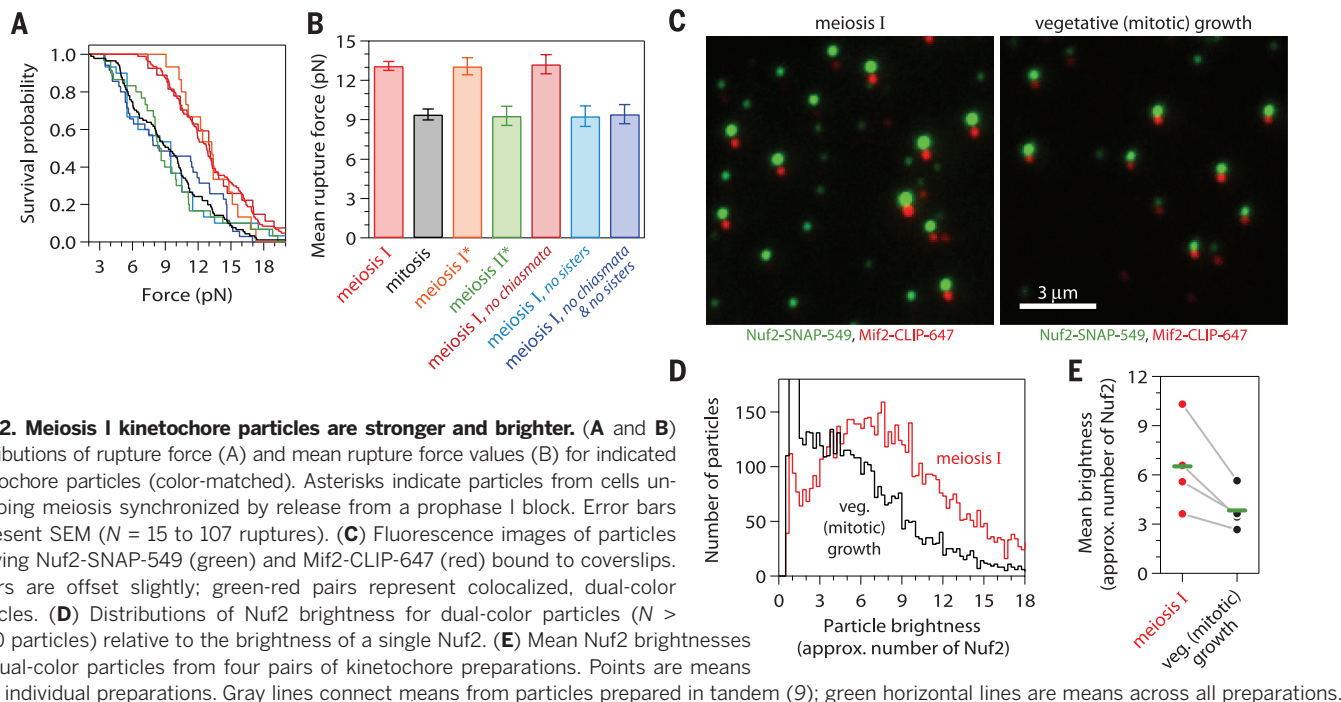 A
Survival probability
1.0
0.8
0.6
0.4
0.2
0.0
3 6 9 12 15 18
Force (pN)
B
Mean rupture force (pN)
15
12
9
6
3
0
meiosis I
mitosis
meiosis I*
meiosis II*
meiosis I, no chiasmata
meiosis I, no sisters
meiosis I, no chiasmata
& no sisters
C
meiosis I
vegetative (mitotic) growth
3 μm
Nuf2-SNAP-549, Mif2-CLIP-647
Nuf2-SNAP-549, Mif2-CLIP-647
D
Number of particles
150
100
50
0
meiosis I
veg.
(mitotic)
growth
0 3 6 9 12 15 18
Particle brightness
(approx. number of Nuf2)
E
Mean brightness
(approx. number of Nuf2)
12
9
6
3
0
meiosis I
veg. (mitotic)
growth
2. Meiosis I kinetochore particles are stronger and brighter. (A and B)
ibutions of rupture force (A) and mean rupture force values (B) for indicated
tochore particles (color-matched). Asterisks indicate particles from cells un-
oing meiosis synchronized by release from a prophase I block. Error bars
esent SEM (N = 15 to 107 ruptures). (C) Fluorescence images of particles
ying Nuf2-SNAP-549 (green) and Mif2-CLIP-647 (red) bound to coverslips.
rs are offset slightly; green-red pairs represent colocalized, dual-color
cles. (D) Distributions of Nuf2 brightness for dual-color particles (N >
0 particles) relative to the brightness of a single Nuf2. (E) Mean Nuf2 brightnesses
dual-color particles from four pairs of kinetochore preparations. Points are means
individual preparations. Gray lines connect means from particles prepared in tandem (9); green horizontal lines are means across all preparations.